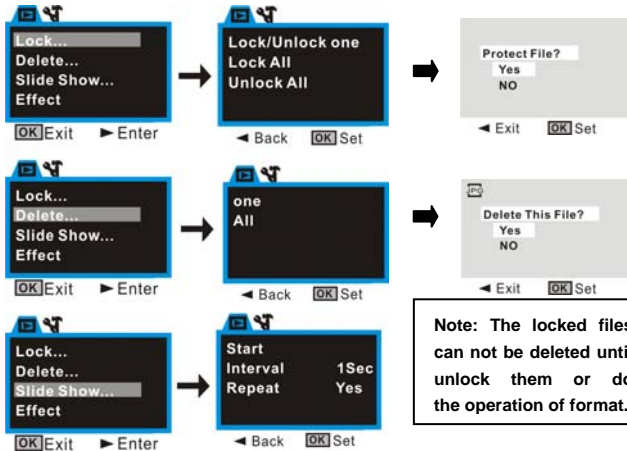 Lock...
Delete...
Slide Show...
Effect
OK Exit ► Enter
Lock/Unlock one
Lock All
Unlock All
◄ Back OK Set
Protect File?
Yes
NO
◄ Exit OK Set
Lock...
Delete...
Slide Show...
Effect
OK Exit ► Enter
one
All
◄ Back OK Set
JPG
Delete This File?
Yes
NO
◄ Exit OK Set
Lock...
Delete...
Slide Show...
Effect
OK Exit ► Enter
Start
Interval 1Sec
Repeat Yes
◄ Back OK Set
Note: The locked files
can not be deleted unti
unlock them or do
the operation of format.